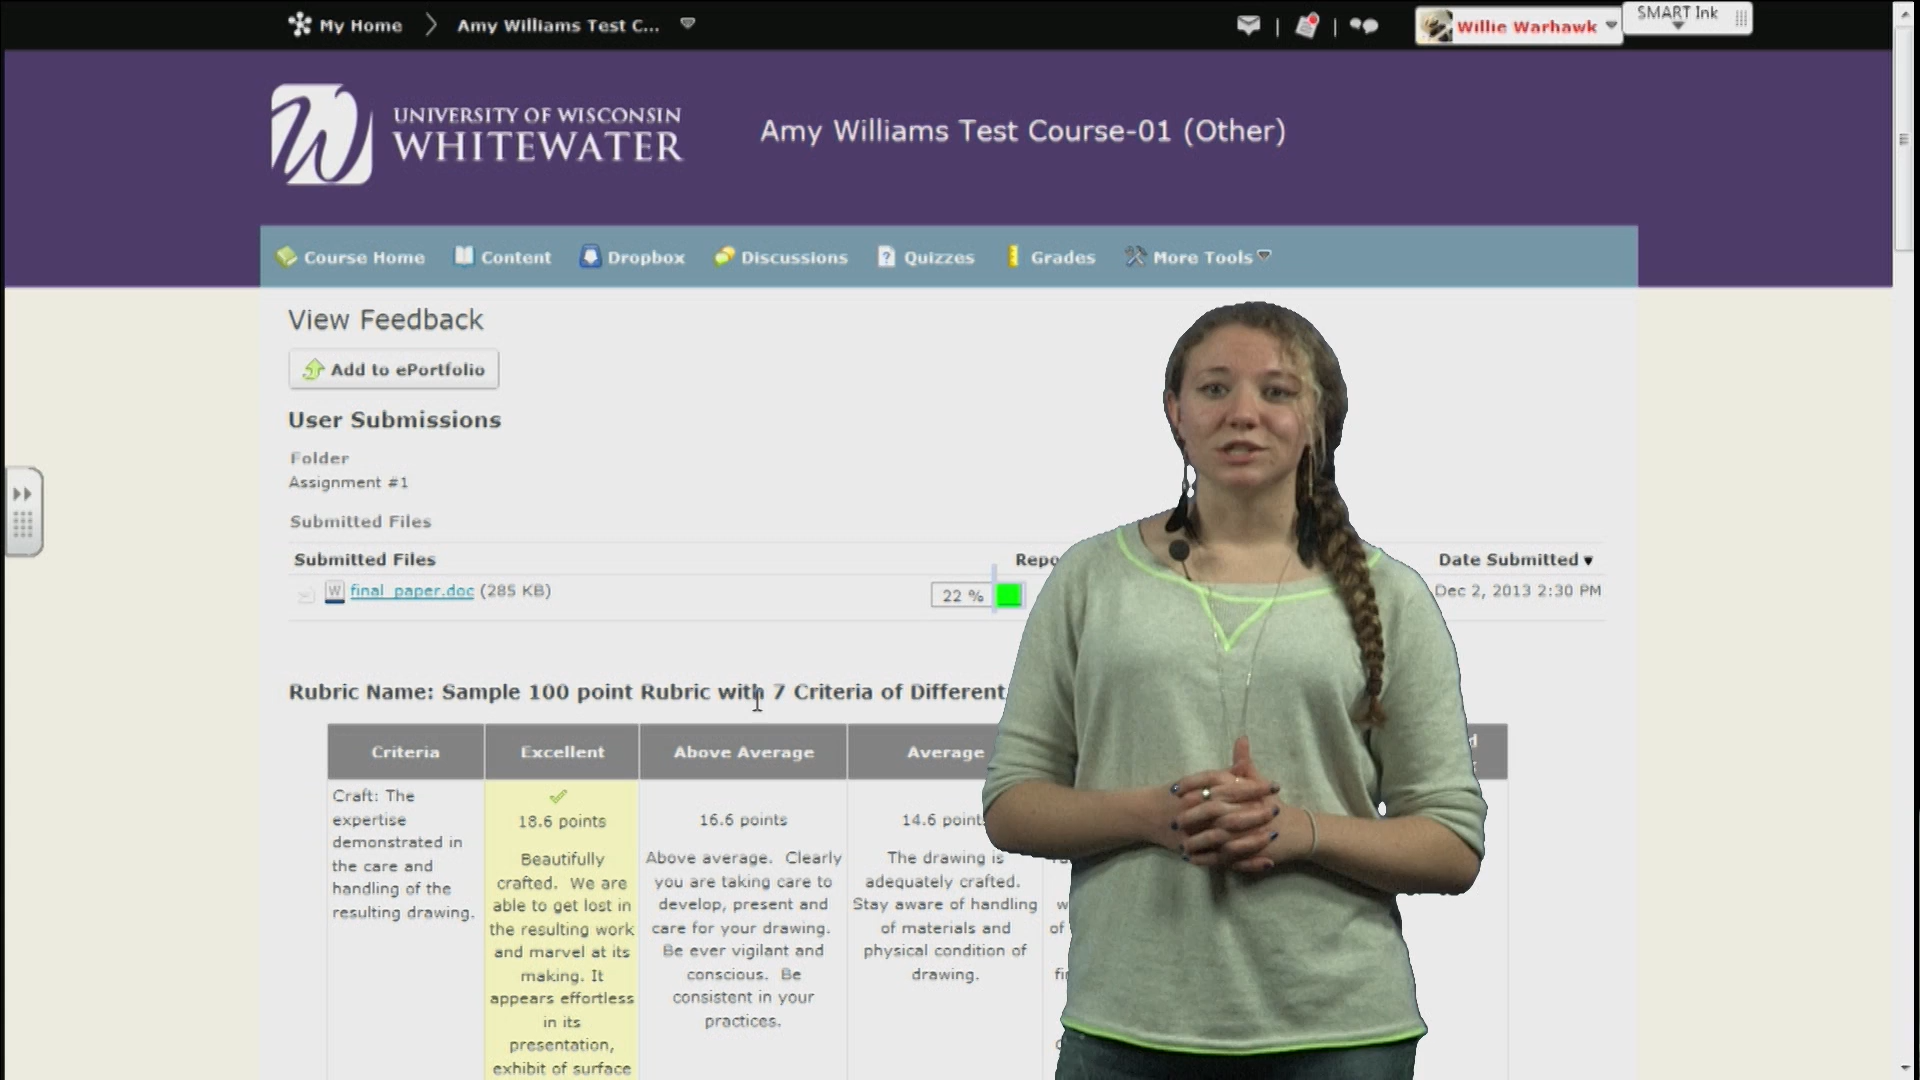 My Home
Amy Williams Test C...
Willie Warhawk
SMART Ink
UNIVERSITY OF WISCONSIN
WHITEWATER
Amy Williams Test Course-01 (Other)
Course Home
Content
Dropbox
Discussions
Quizzes
Grades
More Tools
View Feedback
Add to ePortfolio
User Submissions
Folder
Assignment #1
Submitted Files
Submitted Files
Repo
Date Submitted
final_paper.doc (285 KB)
22 %
Dec 2, 2013 2:30 PM
Rubric Name: Sample 100 point Rubric with 7 Criteria of Different
Criteria
Excellent
Above Average
Average
Craft: The
expertise
demonstrated in
the care and
handling of the
resulting drawing.
18.6 points
Beautifully
crafted. We are
able to get lost in
the resulting work
and marvel at its
making. It
appears effortless
in its
presentation,
exhibit of surface
16.6 points
Above average. Clearly
you are taking care to
develop, present and
care for your drawing.
Be ever vigilant and
conscious. Be
consistent in your
practices.
14.6 points
The drawing is
adequately crafted.
Stay aware of handling
of materials and
physical condition of
drawing.
of